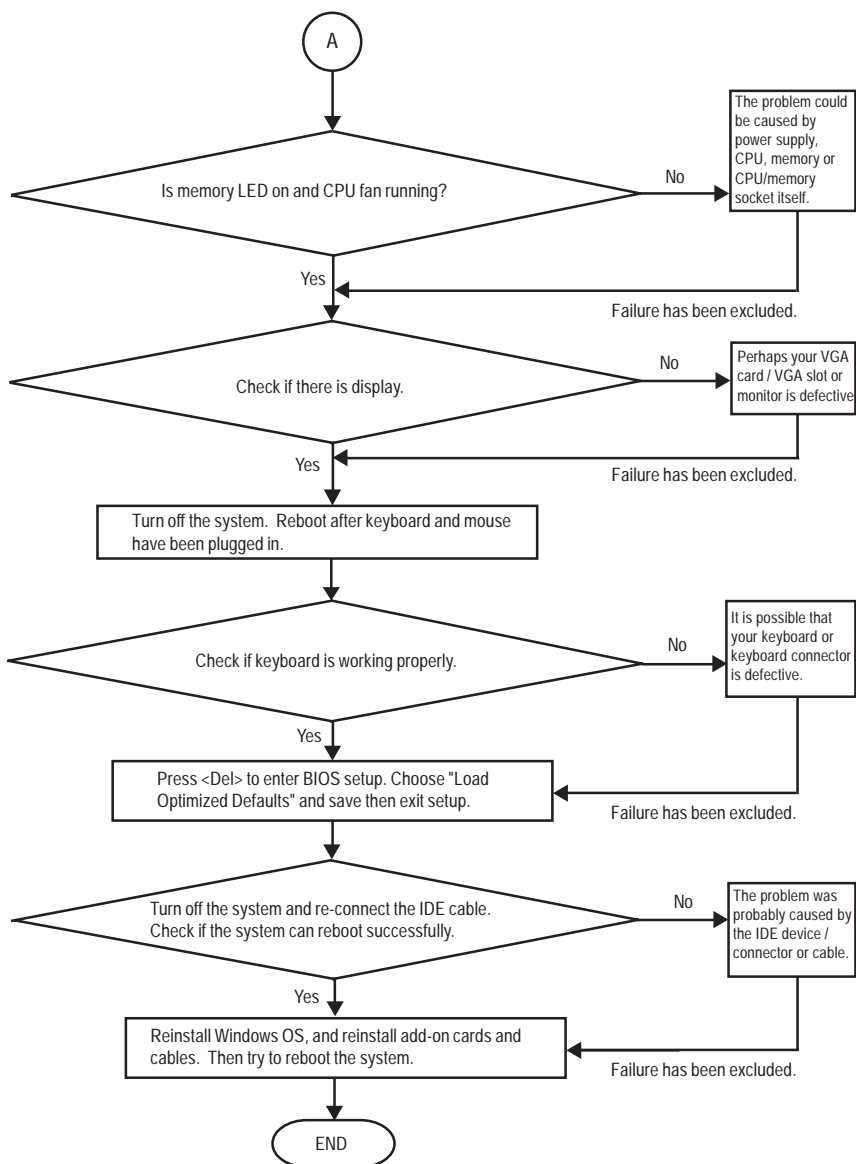 A
Is memory LED on and CPU fan running?
No
The problem could
be caused by
power supply,
CPU, memory or
CPU/memory
socket itself.
Yes
Failure has been excluded.
Check if there is display.
No
Perhaps your VGA
card / VGA slot or
monitor is defective
Yes
Failure has been excluded.
Turn off the system.  Reboot after keyboard and mouse
have been plugged in.
Check if keyboard is working properly.
No
It is possible that
your keyboard or
keyboard connector
is defective.
Yes
Press <Del> to enter BIOS setup. Choose "Load
Optimized Defaults" and save then exit setup.
Failure has been excluded.
Turn off the system and re-connect the IDE cable.
Check if the system can reboot successfully.
No
The problem was
probably caused by
the IDE device /
connector or cable.
Yes
Reinstall Windows OS, and reinstall add-on cards and
cables.  Then try to reboot the system.
Failure has been excluded.
END